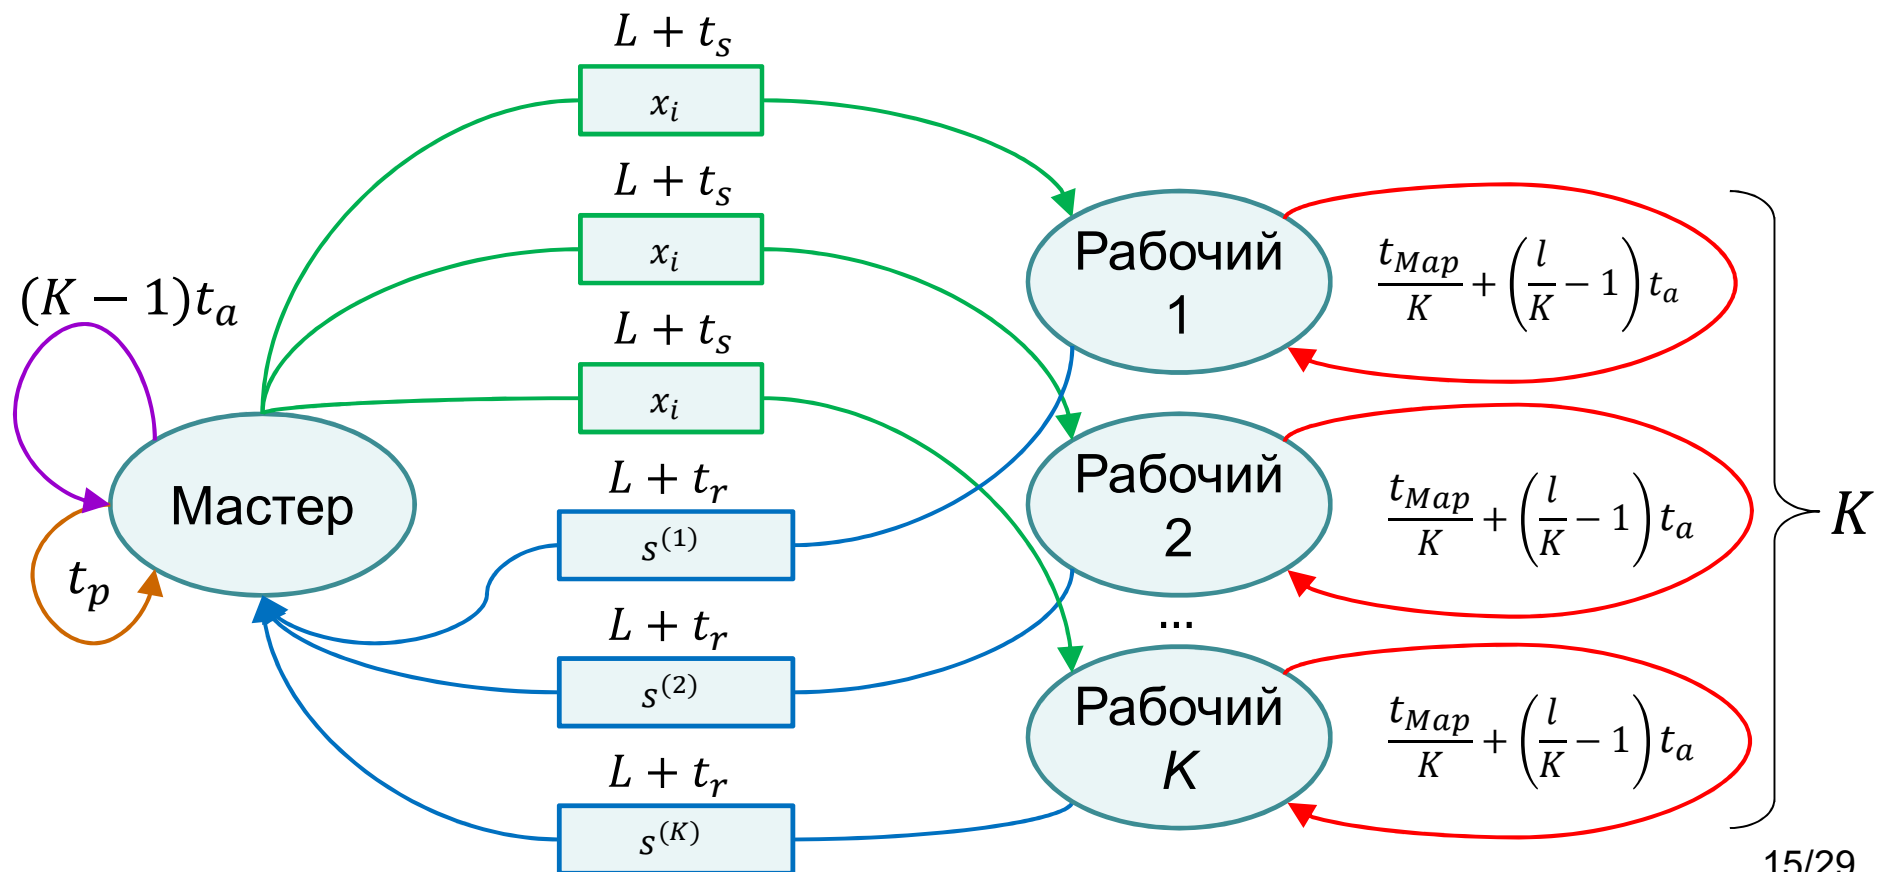 L + t_s
x_i
L + t_s
x_i
L + t_s
x_i
(K − 1)t_a
Мастер
t_p
L + t_r
s^(1)
L + t_r
s^(2)
L + t_r
s^(K)
Рабочий
1
t_Map/K + (l/K − 1) t_a
Рабочий
2
t_Map/K + (l/K − 1) t_a
...
Рабочий
K
t_Map/K + (l/K − 1) t_a
K
15/29